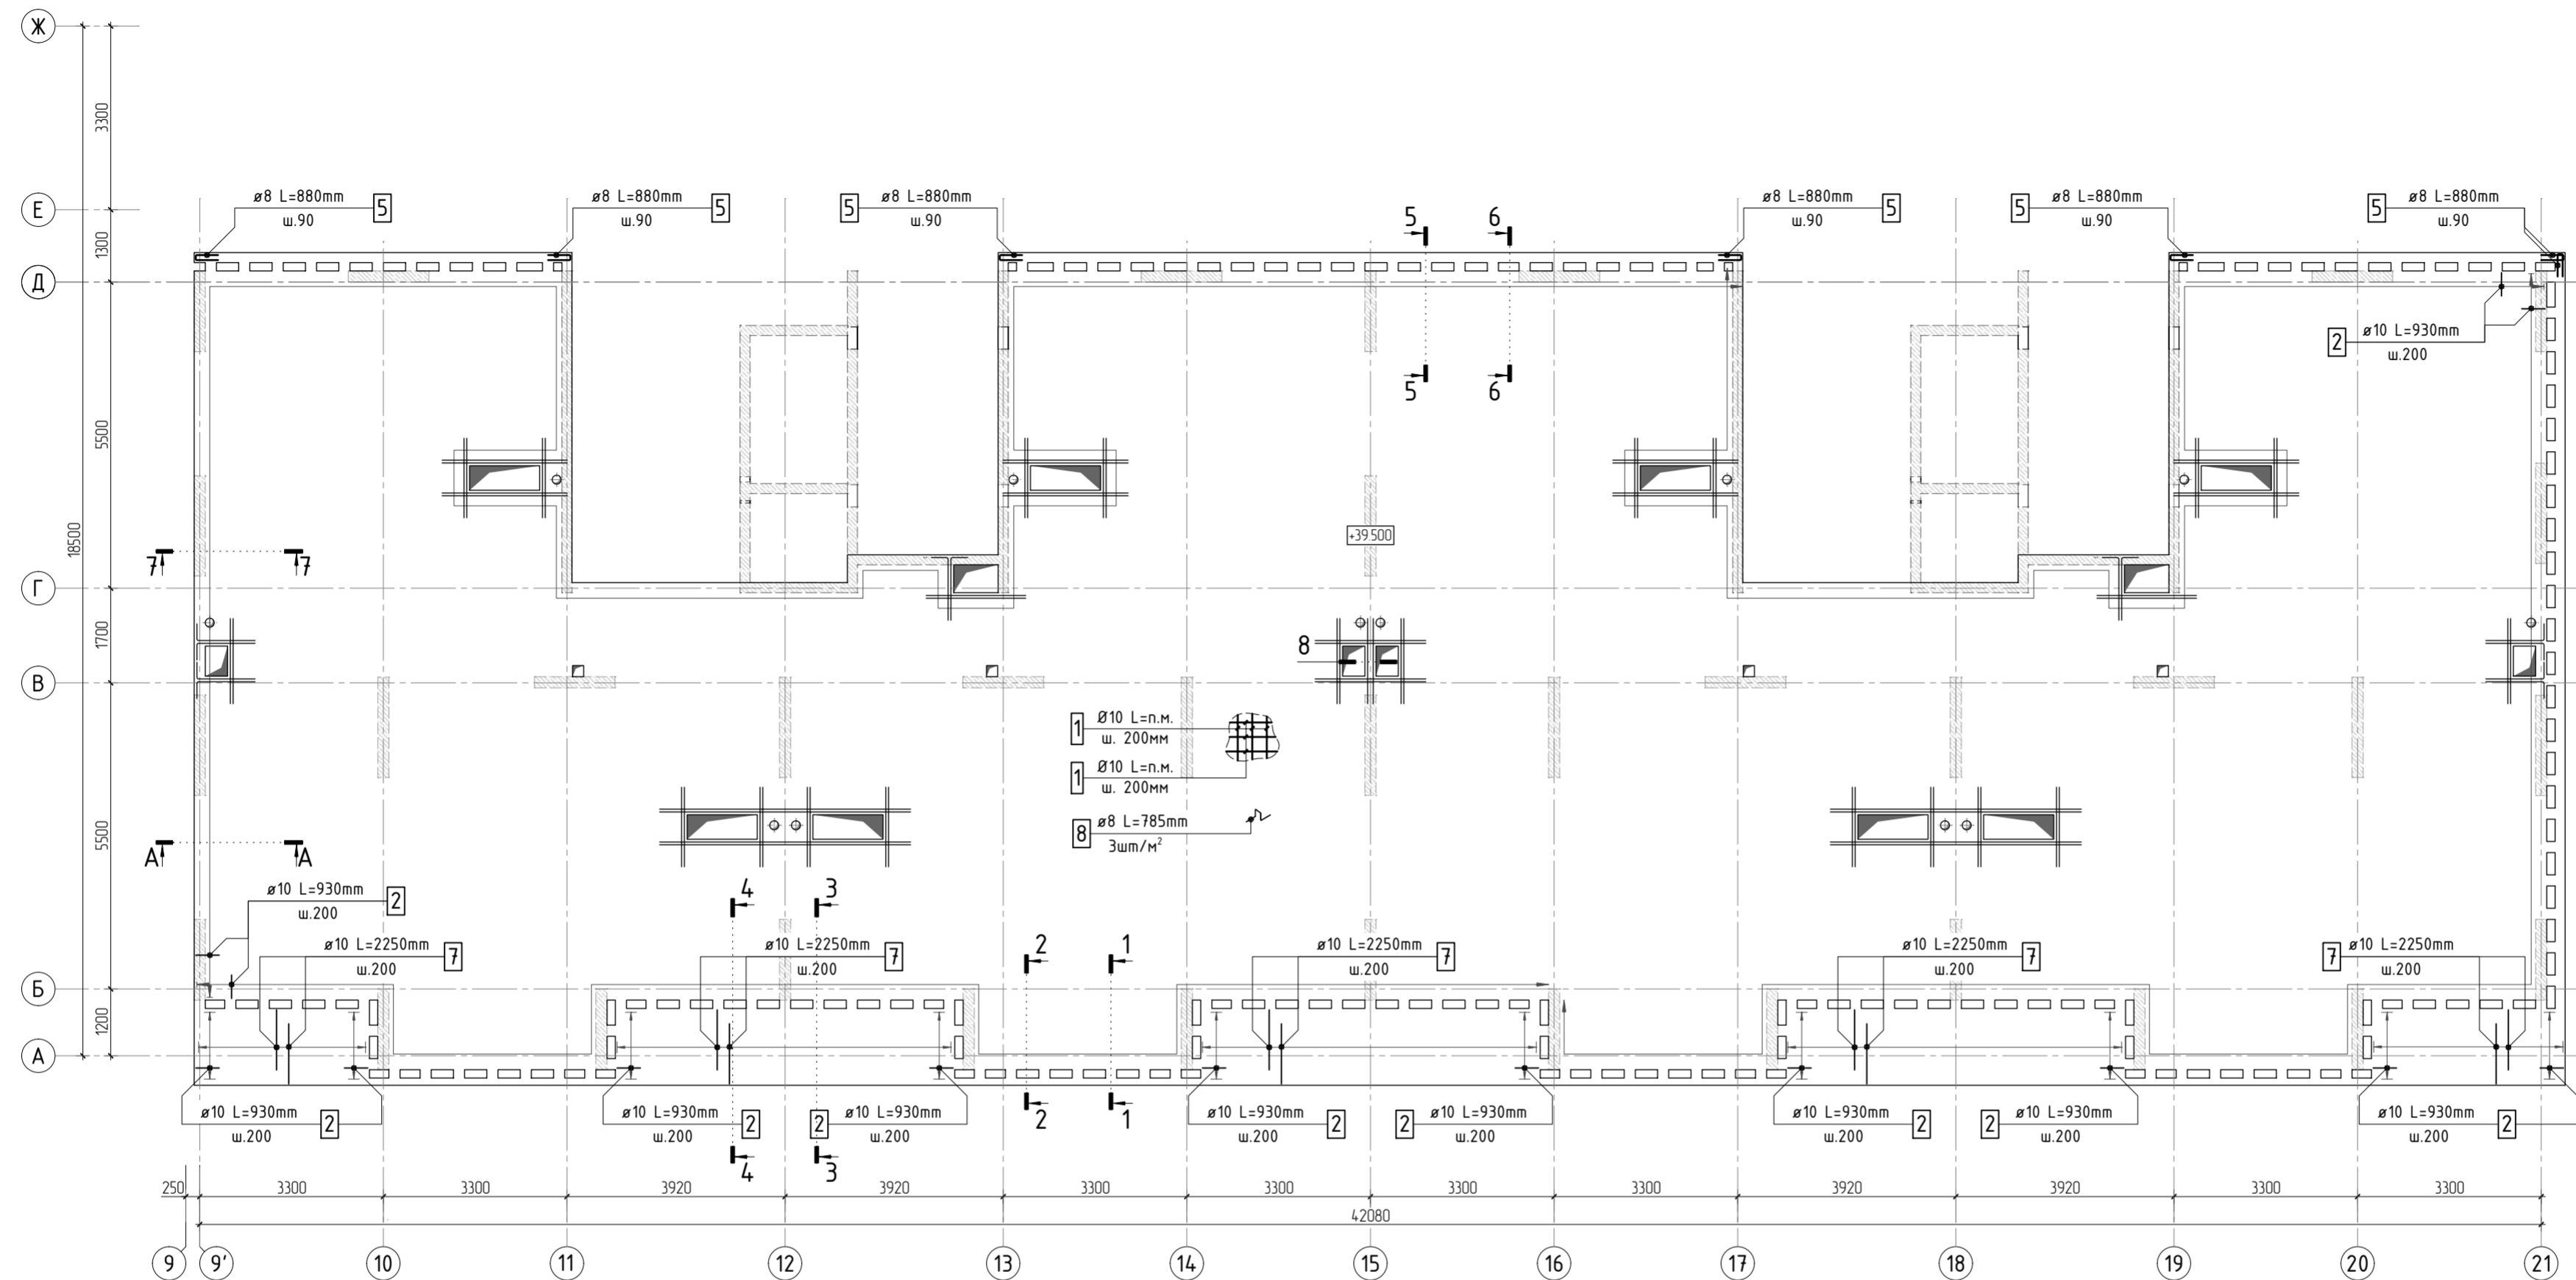 Ж
3300
Е
ø8 L=880mm
ш.90
5
ø8 L=880mm
ш.90
5
5
ø8 L=880mm
ш.90
5
6
ø8 L=880mm
ш.90
5
5
ø8 L=880mm
ш.90
5
ø8 L=880mm
ш.90
1300
Д
2
ø10 L=930mm
ш.200
5
6
5500
18500
+39.500
7
7
Г
1700
8
В
1
Ø10 L=п.м.
ш. 200мм
1
Ø10 L=п.м.
ш. 200мм
8
ø8 L=785mm
3шт/м²
5500
А
А
ø10 L=930mm
ш.200
2
4
3
ø10 L=2250mm
ш.200
7
ø10 L=2250mm
ш.200
7
2
1
ø10 L=2250mm
ш.200
7
ø10 L=2250mm
ш.200
7
7
ø10 L=2250mm
ш.200
Б
1200
А
ø10 L=930mm
ш.200
2
ø10 L=930mm
ш.200
2
2
ø10 L=930mm
ш.200
2
1
ø10 L=930mm
ш.200
2
2
ø10 L=930mm
ш.200
ø10 L=930mm
ш.200
2
2
ø10 L=930mm
ш.200
ø10 L=930mm
ш.200
2
4
3
250
3300
3300
3920
3920
3300
3300
3300
3300
3920
3920
3300
3300
42080
9
9'
10
11
12
13
14
15
16
17
18
19
20
21